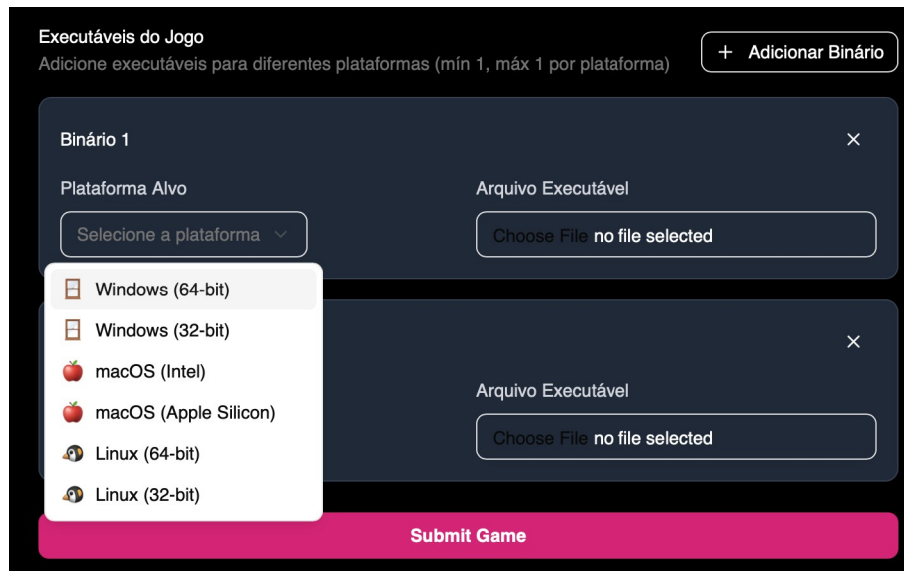 Executáveis do Jogo
Adicione executáveis para diferentes plataformas (mín 1, máx 1 por plataforma)
+ Adicionar Binário
Binário 1
Plataforma Alvo
Arquivo Executável
Selecione a plataforma
Choose File no file selected
Windows (64-bit)
Windows (32-bit)
macOS (Intel)
macOS (Apple Silicon)
Linux (64-bit)
Linux (32-bit)
Arquivo Executável
Choose File no file selected
Submit Game